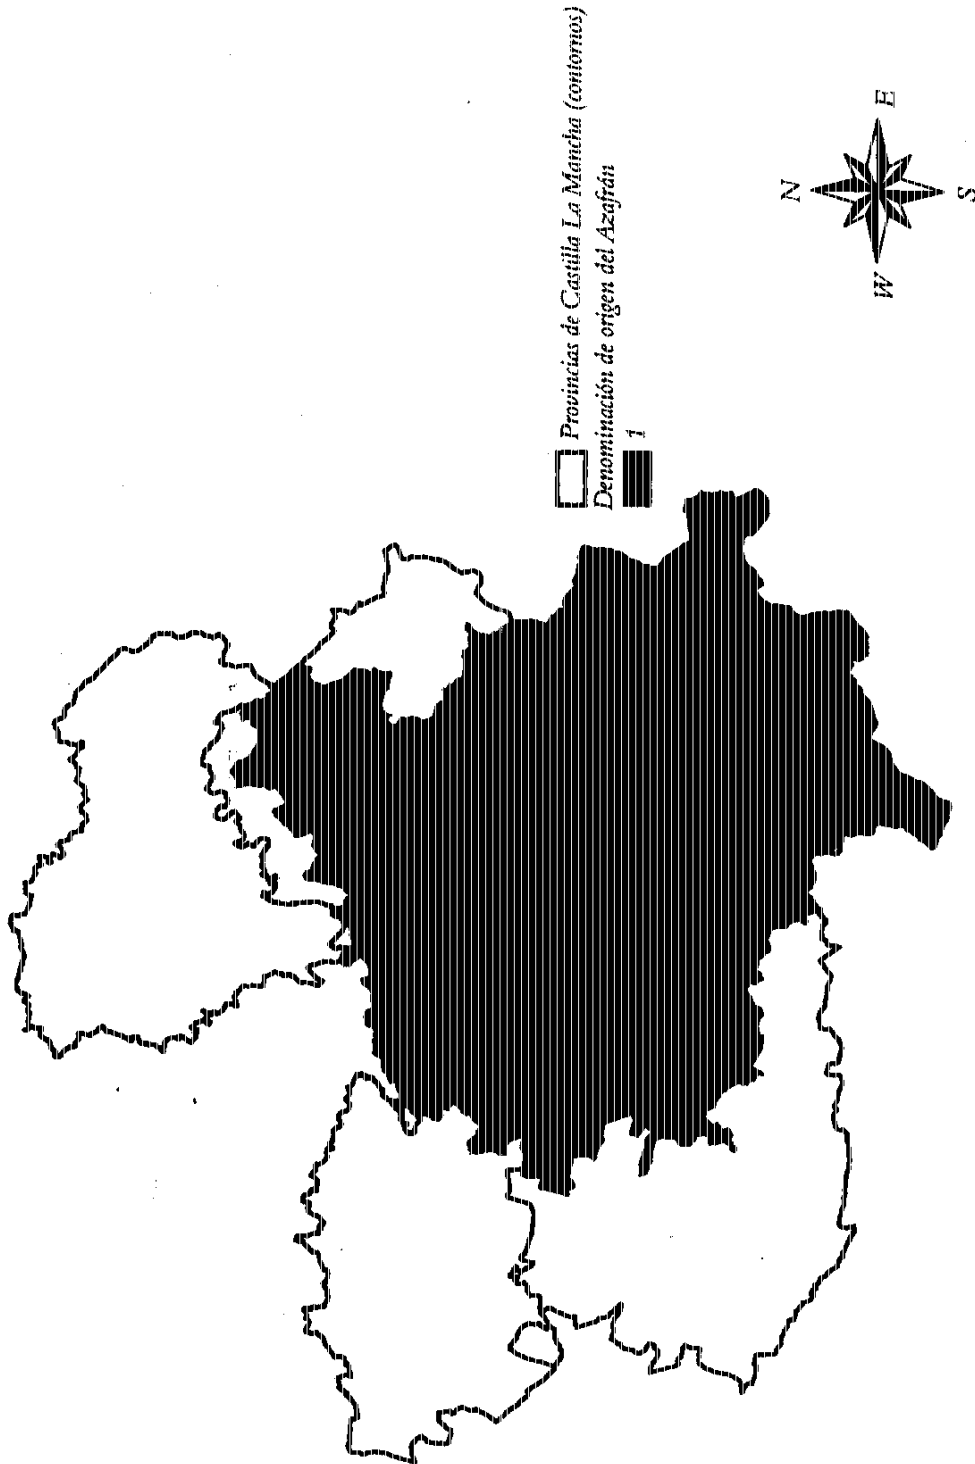 Provincias de Castilla La Mancha (contornos)
Denominación de origen del Azafrán
1
N
W
E
S